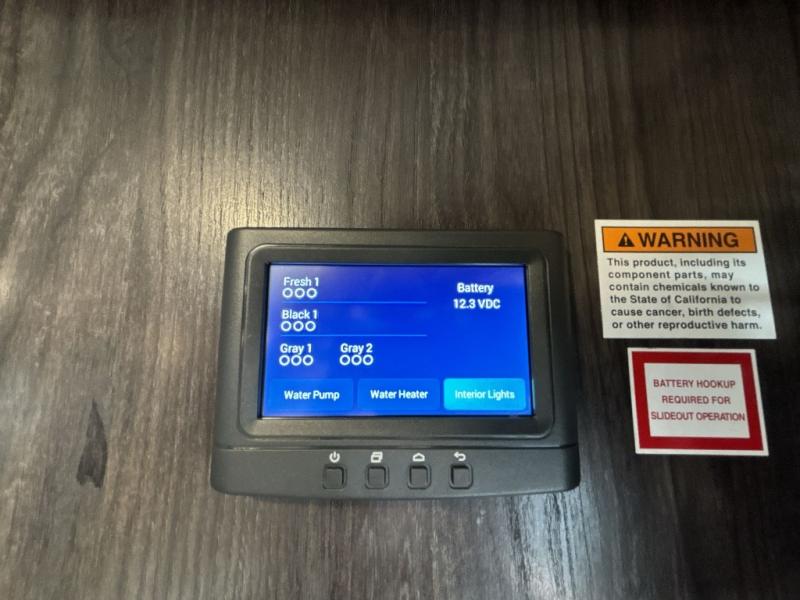 Fresh 1
Battery
12.3 VDC
Black 1
Gray 1 Gray 2
Water Pump Water Heater Interior Lights
WARNING
This product, including its
component parts, may
contain chemicals known to
the State of California to
cause cancer, birth defects,
or other reproductive harm.
BATTERY HOOKUP
REQUIRED FOR
SLIDEOUT OPERATION